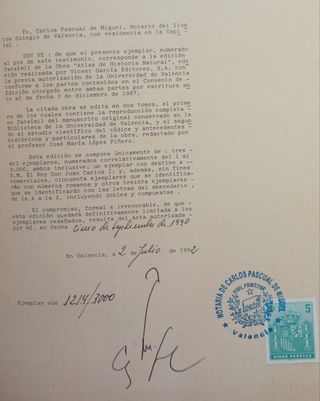 Yo, Carlos Pascual de Miguel, Notario del Ilus
tre Colegio de Valencia, con residencia en la Capi-
tal.
DOY FE : de que el presente ejemplar, numerado
al pie de este testimonio, corresponde a la edición
facsímil de la Obra "Atlas de Historia Natural", edi
ción realizada por Vicent García Editores, S.A. con
la previa autorización de la Universidad de Valencia
conforme a los pactos contenidos en el Convenio de
Edición otorgado entre ambas partes por escritura an
te mí de fecha 2 de diciembre de 1987.
La citada obra se edita en dos tomos, el prime
ro de los cuales contiene la reproducción completa
en facsímil del manuscrito original conservado en la
Biblioteca de la Universidad de Valencia, y el segun
do el estudio científico del códice y antecedentes
históricos y particulares de la obra, redactado por
el profesor José María López Piñero.
Esta edición se compone únicamente de : tres-
mil ejemplares, numerados correlativamente del 1 al
3.000, ambos inclusive; un ejemplar con destino a
S.M. El Rey Don Juan Carlos I; y, además, sin fines
comerciales, cincuenta ejemplares que se identifica-
rán con números romanos y otros treinta ejemplares
que se identificarán con las letras del abecedario,
de la A a la Z, incluyendo dobles y compuestas.
El compromiso, formal e irrevocable, de que
esta edición quedará definitivamente limitada a los
ejemplares reseñados, resulta del Acta autorizada
por mí, en fecha cinco de septiembre de 1990
En Valencia, a 2 de Julio de 1992
Ejemplar núm 1214/3000
NOTARIA DE CARLOS PASCUAL DE MIGUEL
Valencia
5